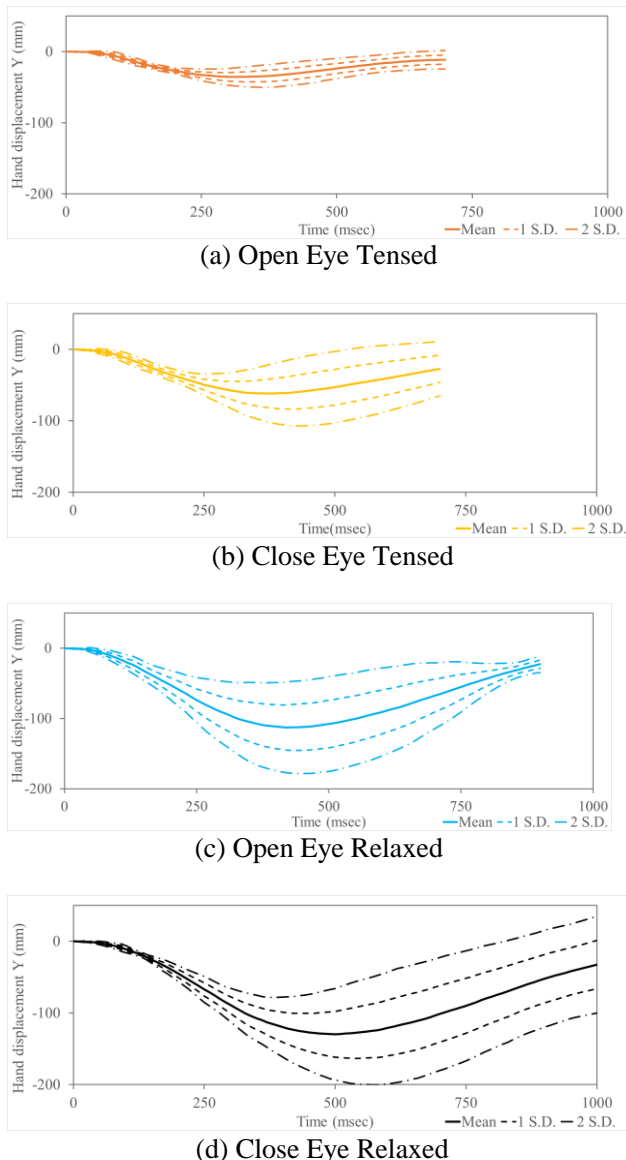 Hand displacement Y (mm)
0
-100
-200
0 250 500 750 1000
Time (msec)
Mean 1 S.D. 2 S.D.
(a) Open Eye Tensed
Hand displacement Y (mm)
0
-100
-200
0 250 500 750 1000
Time(msec)
Mean 1 S.D. 2 S.D.
(b) Close Eye Tensed
Hand displacement Y (mm)
0
-100
-200
0 250 500 750 1000
Time (msec)
Mean 1 S.D. 2 S.D.
(c) Open Eye Relaxed
Hand displacement Y (mm)
0
-100
-200
0 250 500 750 1000
Time (msec)
Mean 1 S.D. 2 S.D.
(d) Close Eye Relaxed